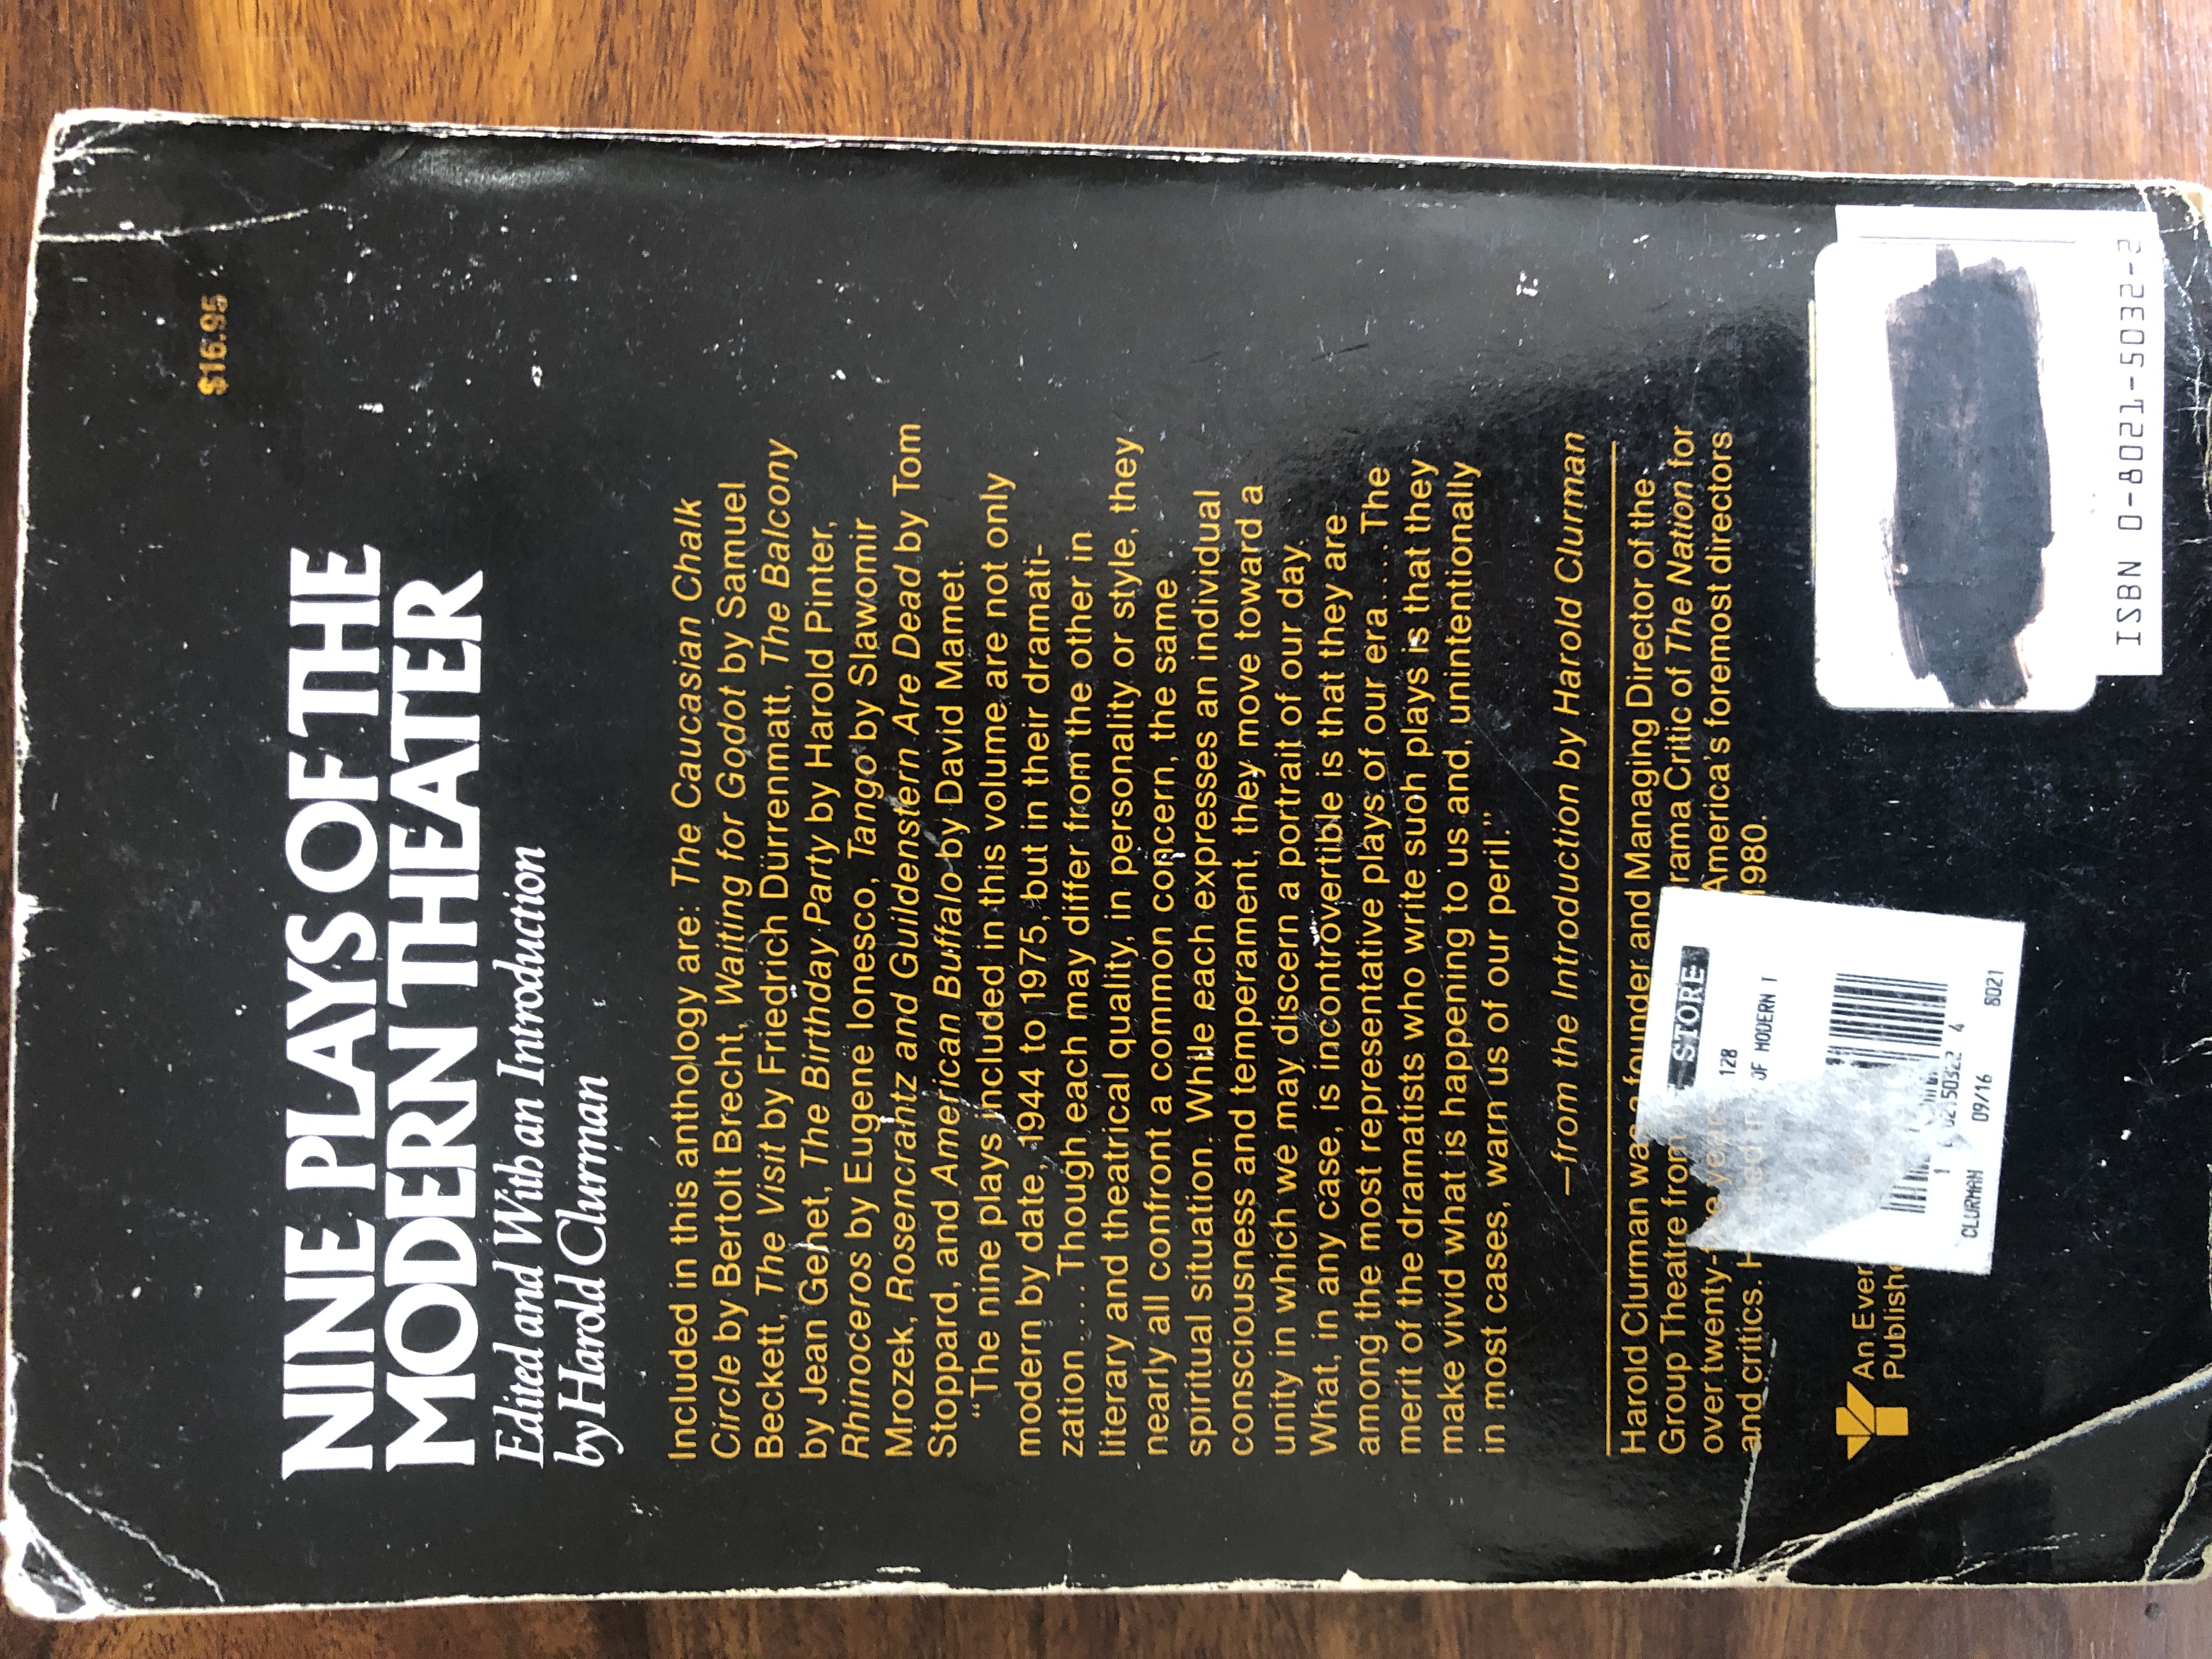 $16.95
NINE PLAYS OF THE
MODERN THEATER
Edited and With an Introduction
by Harold Clurman
Included in this anthology are: The Caucasian Chalk
Circle by Bertolt Brecht, Waiting for Godot by Samuel
Beckett, The Visit by Friedrich Dürrenmatt, The Balcony
by Jean Genet, The Birthday Party by Harold Pinter,
Rhinoceros by Eugene Ionesco, Tango by Slawomir
Mrozek, Rosencrantz and Guildenstern Are Dead by Tom
Stoppard, and American Buffalo by David Mamet.
“The nine plays included in this volume are not only
modern by date, 1944 to 1975, but in their dramati-
zation.... Though each may differ from the other in
literary and theatrical quality, in personality or style, they
nearly all confront a common concern, the same
spiritual situation. While each expresses an individual
consciousness and temperament, they move toward a
unity in which we may discern a portrait of our day.
What, in any case, is incontrovertible is that they are
among the most representative plays of our era.... The
merit of the dramatists who write such plays is that they
make vivid what is happening to us and, unintentionally
in most cases, warn us of our peril.”
—from the Introduction by Harold Clurman
Harold Clurman was a founder and Managing Director of the
Group Theatre from Drama Critic of The Nation for
over twenty- years America's foremost directors
and critics. H 1980.
An Ever
Publish
STORE
128
OF MODERN T
4
CLURMAN 09/16 8021
ISBN 0-8021-5032-2